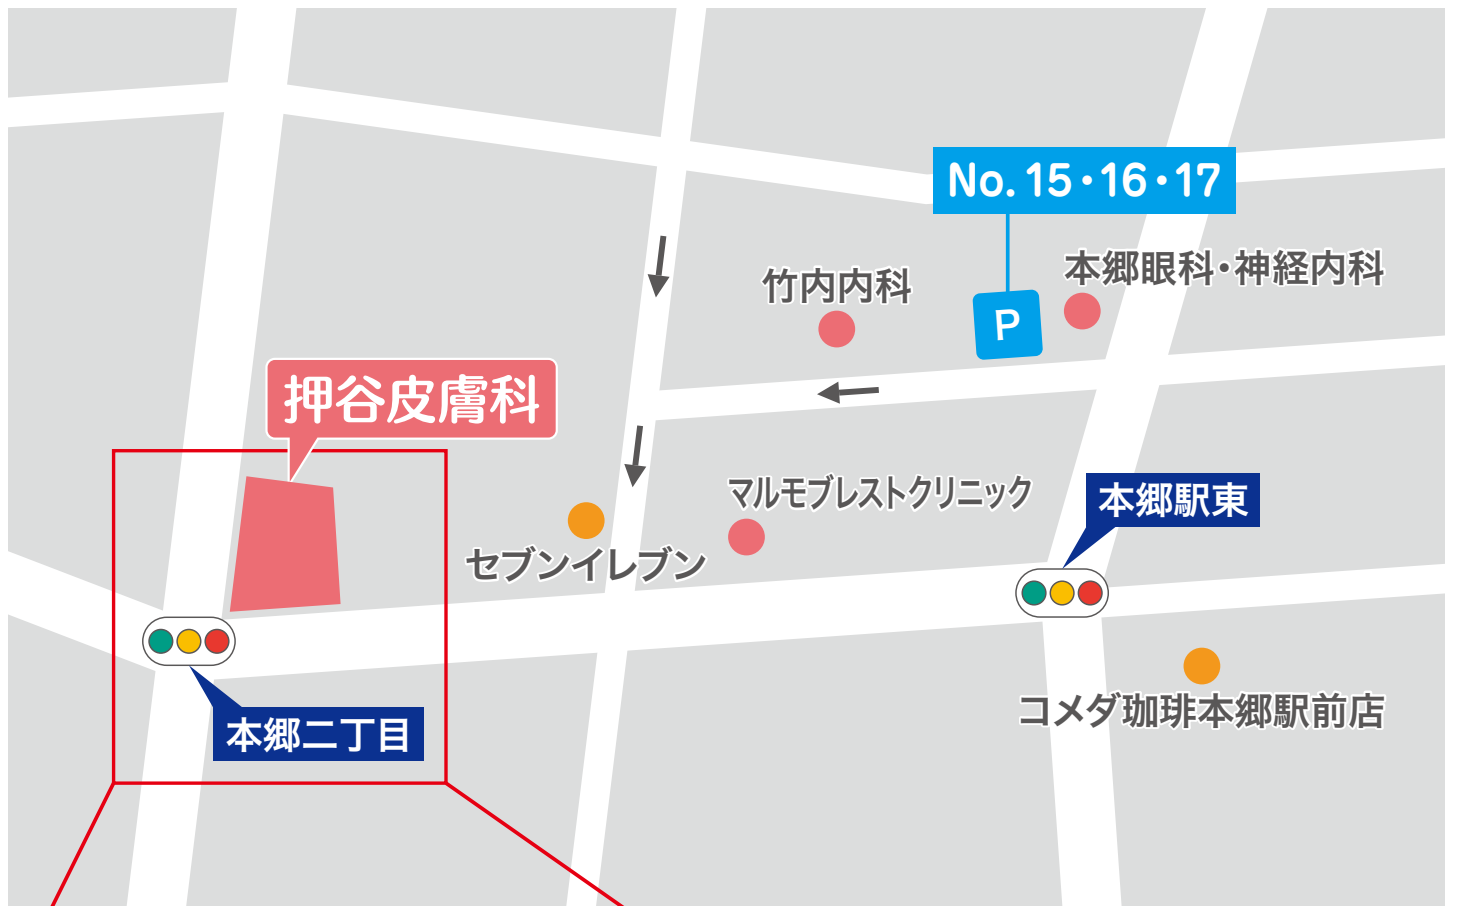 No. 15・16・17
本郷眼科・神経内科
竹内内科
P
押谷皮膚科
マルモブレストクリニック
本郷駅東
セブンイレブン
コメダ珈琲本郷駅前店
本郷二丁目